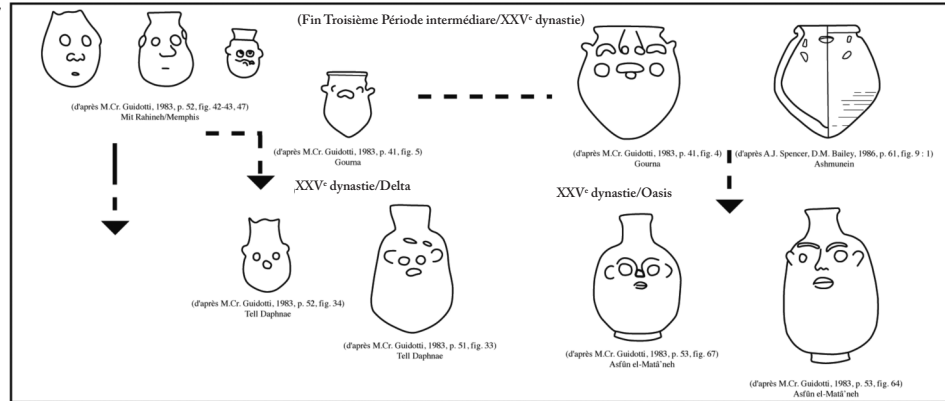 (Fin Troisième Période intermédiare/XXVᵉ dynastie)
(d'après M.Cr. Guidotti, 1983, p. 52, fig. 42-43, 47)
Mit Rahineh/Memphis
(d'après M.Cr. Guidotti, 1983, p. 41, fig. 5)
Gourna
(d'après M.Cr. Guidotti, 1983, p. 41, fig. 4)
Gourna
(d'après A.J. Spencer, D.M. Bailey, 1986, p. 61, fig. 9 : 1)
Ashmunein
XXVᵉ dynastie/Delta
XXVᵉ dynastie/Oasis
(d'après M.Cr. Guidotti, 1983, p. 52, fig. 34)
Tell Daphnae
(d'après M.Cr. Guidotti, 1983, p. 51, fig. 33)
Tell Daphnae
(d'après M.Cr. Guidotti, 1983, p. 53, fig. 67)
Asfûn el-Matâ'neh
(d'après M.Cr. Guidotti, 1983, p. 53, fig. 64)
Asfûn el-Matâ'neh